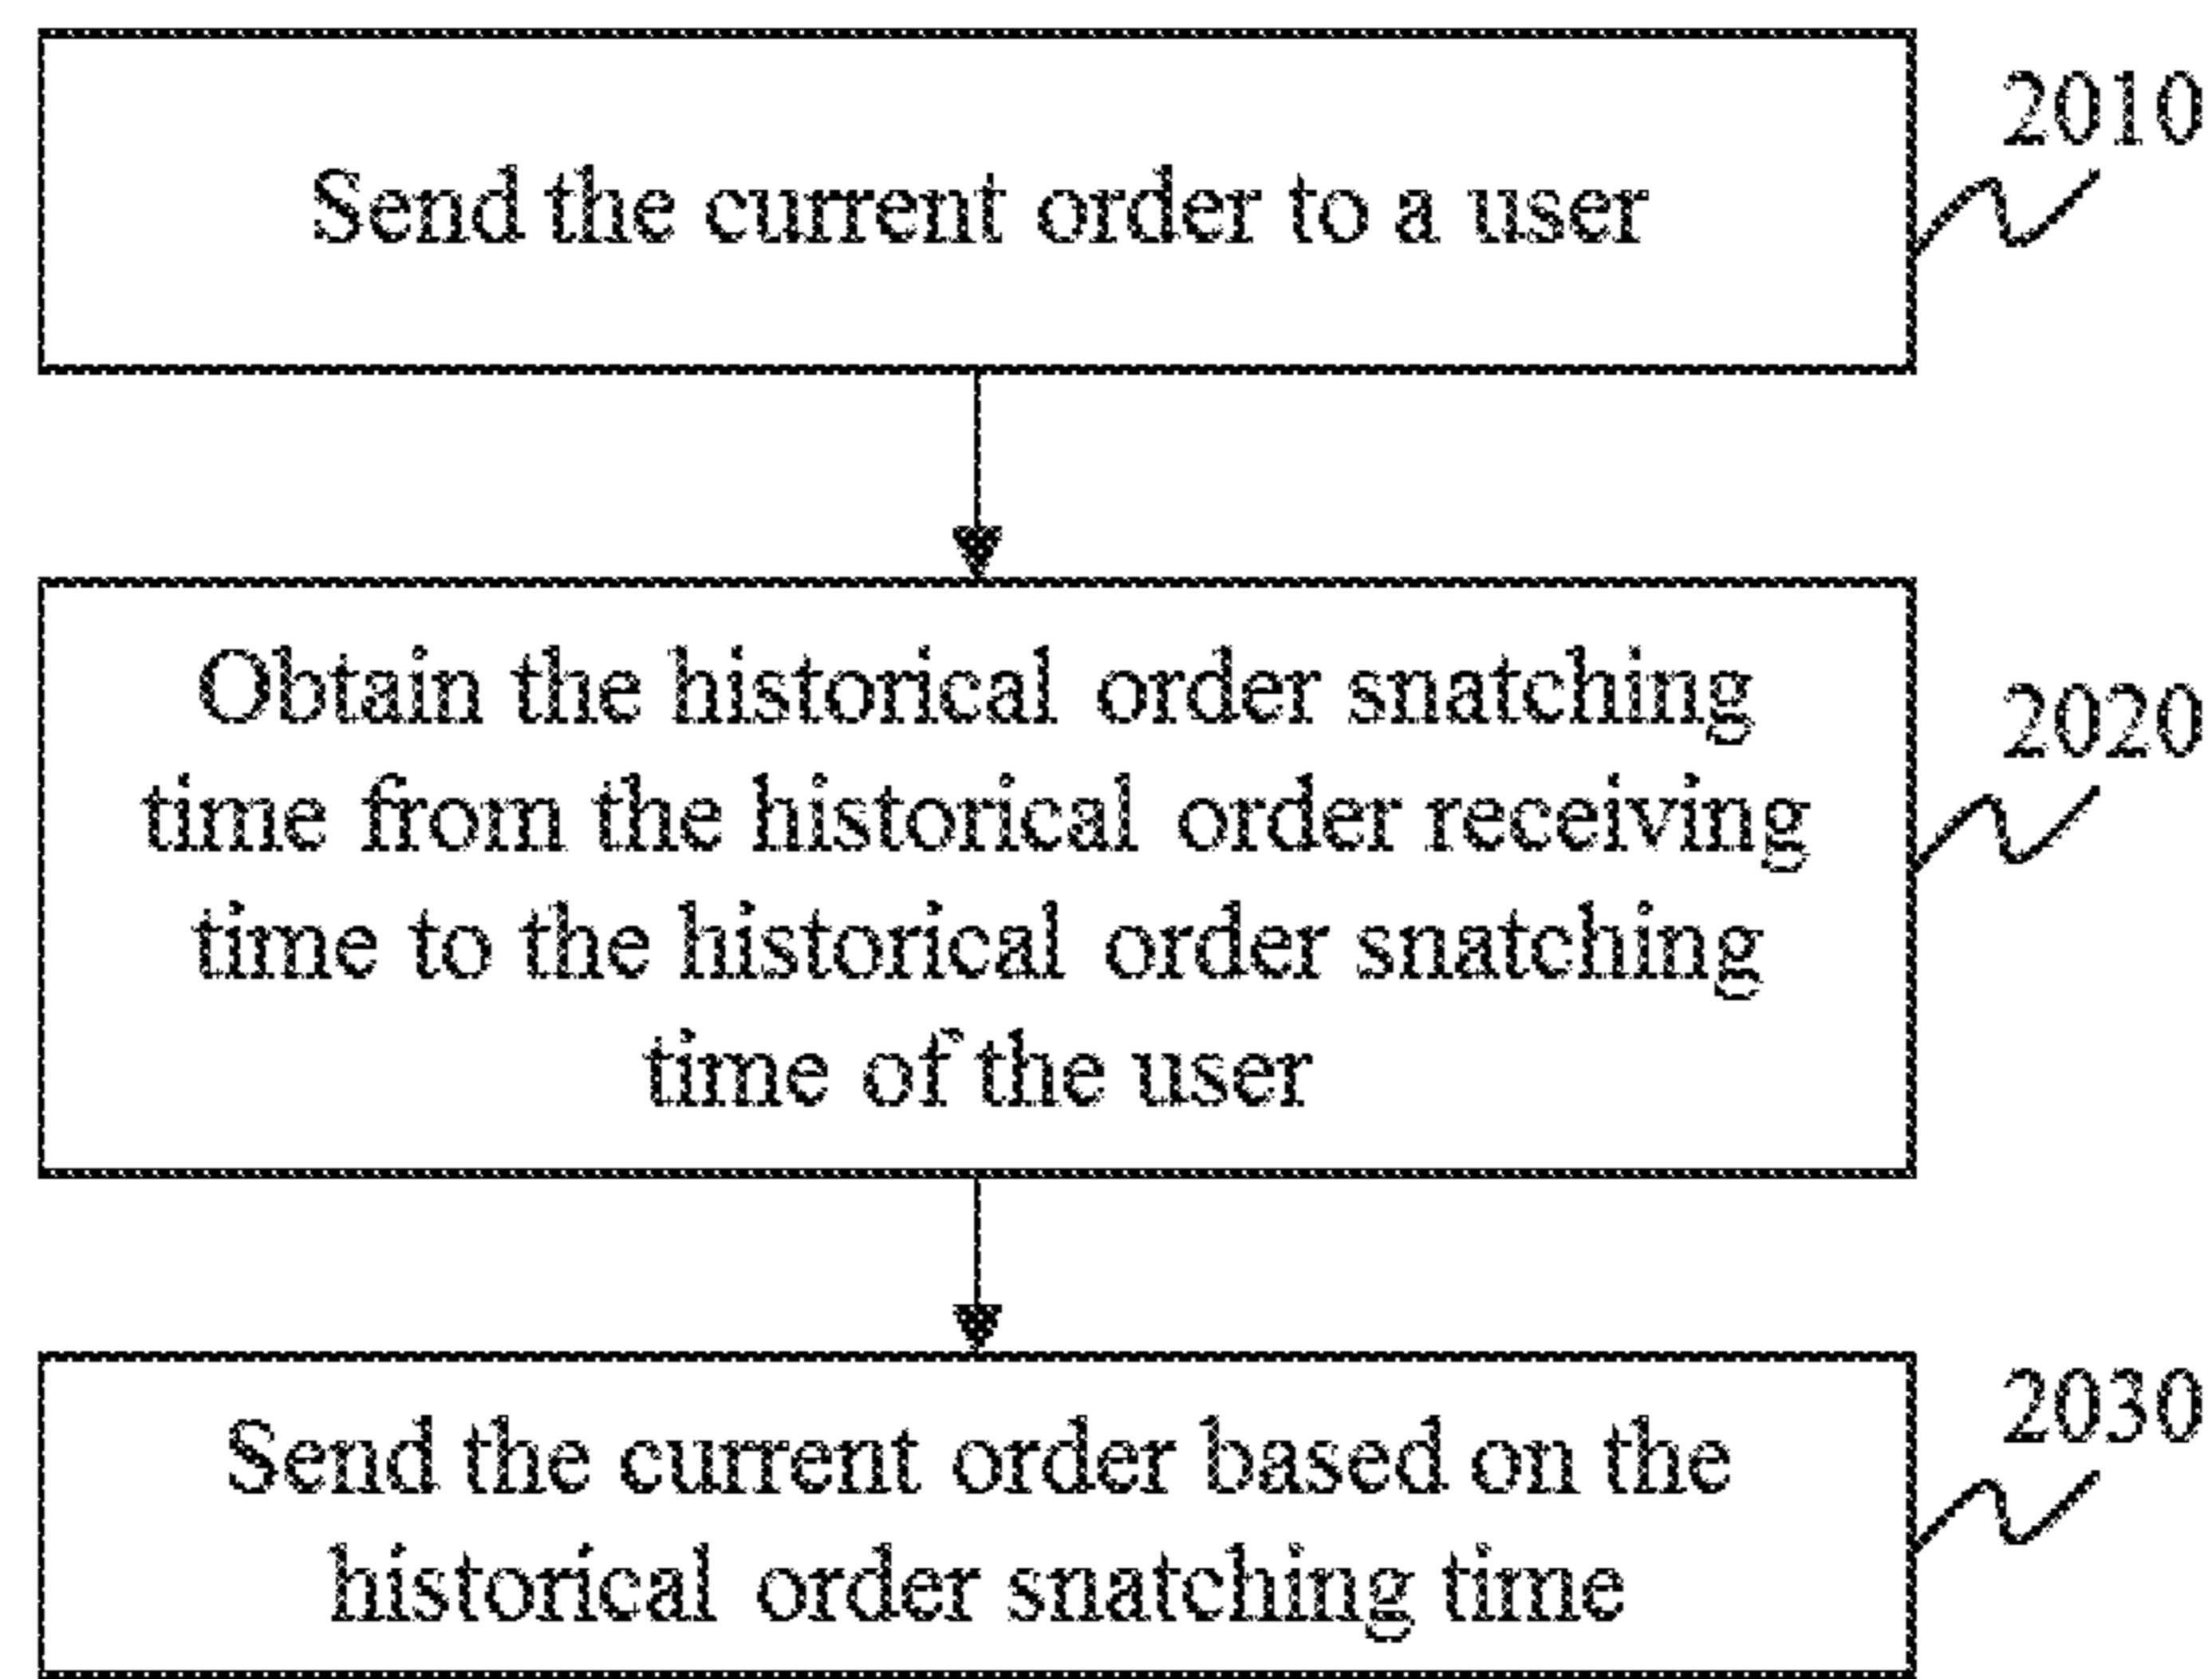 2010
Send the current order to a user
Obtain the historical order snatching
2020
time from the historical order receiving
time to the historical order snatching
time of the user
2030
Send the current order based on the
historical order snatching time